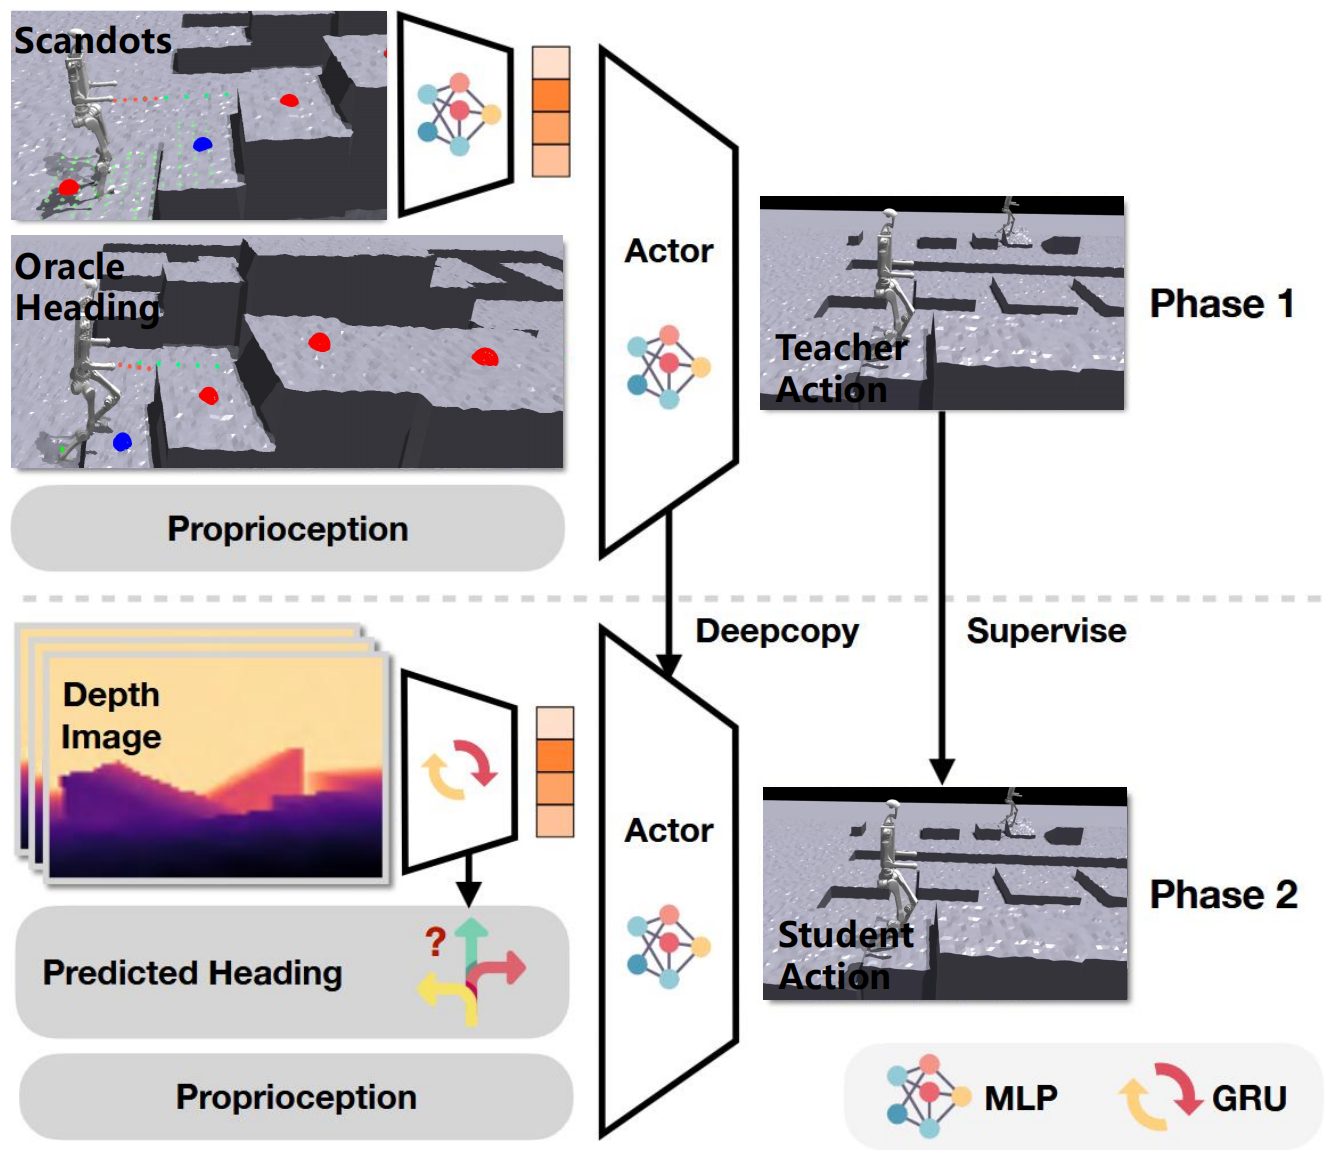 Scandots
Oracle
Heading
Proprioception
Actor
Teacher
Action
Phase 1
Deepcopy
Supervise
Depth
Image
Predicted Heading
?
Proprioception
Actor
Student
Action
Phase 2
MLP
GRU